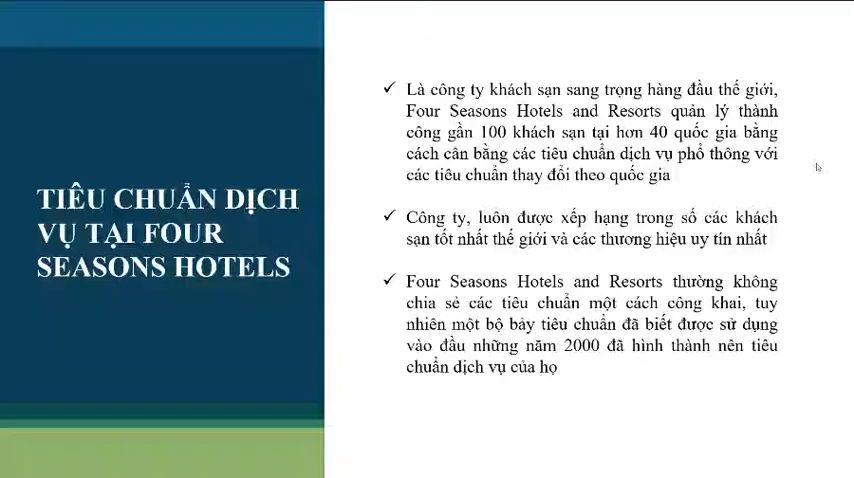 TIÊU CHUẨN DỊCH
VỤ TẠI FOUR
SEASONS HOTELS
✓ Là công ty khách sạn sang trọng hàng đầu thế giới,
Four Seasons Hotels and Resorts quản lý thành
công gần 100 khách sạn tại hơn 40 quốc gia bằng
cách cân bằng các tiêu chuẩn dịch vụ phổ thông với
các tiêu chuẩn thay đổi theo quốc gia
✓ Công ty, luôn được xếp hạng trong số các khách
sạn tốt nhất thế giới và các thương hiệu uy tín nhất
✓ Four Seasons Hotels and Resorts thường không
chia sẻ các tiêu chuẩn một cách công khai, tuy
nhiên một bộ bảy tiêu chuẩn đã biết được sử dụng
vào đầu những năm 2000 đã hình thành nên tiêu
chuẩn dịch vụ của họ